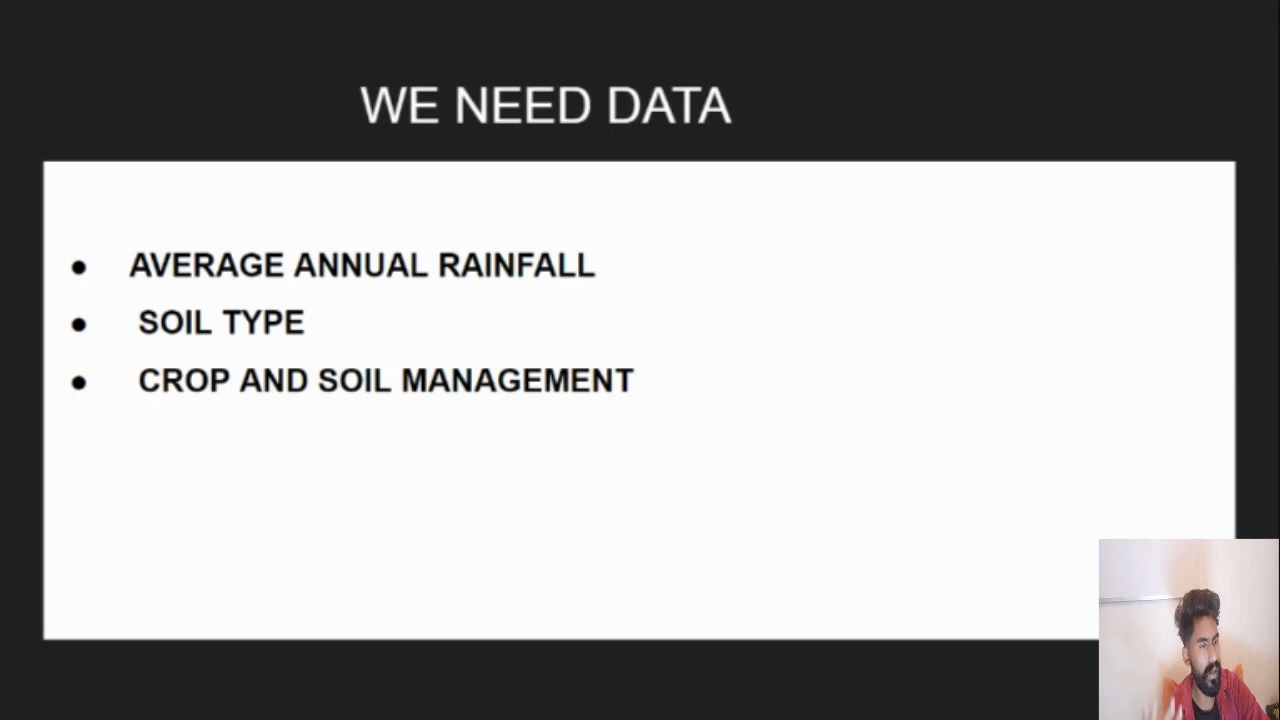 WE NEED DATA
● AVERAGE ANNUAL RAINFALL
● SOIL TYPE
● CROP AND SOIL MANAGEMENT